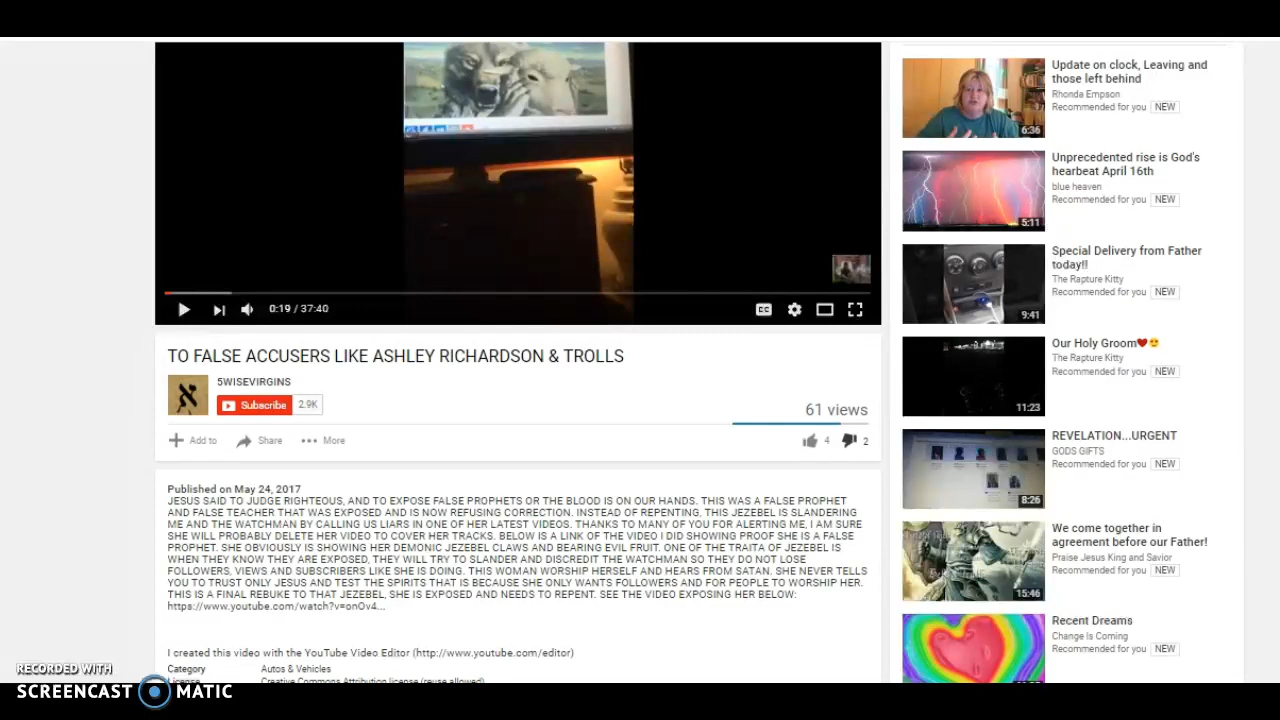 0:19 / 37:40
TO FALSE ACCUSERS LIKE ASHLEY RICHARDSON & TROLLS
5WISEVIRGINS
Subscribe 2.9K
61 views
Add to Share More 4 2
Published on May 24, 2017
JESUS SAID TO JUDGE RIGHTEOUS, AND TO EXPOSE FALSE PROPHETS OR THE BLOOD IS ON OUR HANDS. THIS WAS A FALSE PROPHET
AND FALSE TEACHER THAT WAS EXPOSED AND IS NOW REFUSING CORRECTION. INSTEAD OF REPENTING, THIS JEZEBEL IS SLANDERING
ME AND THE WATCHMAN BY CALLING US LIARS IN ONE OF HER LATEST VIDEOS. THANKS TO MANY OF YOU FOR ALERTING ME, I AM SURE
SHE WILL PROBABLY DELETE HER VIDEO TO COVER HER TRACKS. BELOW IS A LINK OF THE VIDEO I DID SHOWING PROOF SHE IS A FALSE
PROPHET. SHE OBVIOUSLY IS SHOWING HER DEMONIC JEZEBEL CLAWS AND BEARING EVIL FRUIT. ONE OF THE TRAITA OF JEZEBEL IS
WHEN THEY KNOW THEY ARE EXPOSED, THEY WILL TRY TO SLANDER AND DISCREDIT THE WATCHMAN SO THEY DO NOT LOSE
FOLLOWERS, VIEWS AND SUBSCRIBERS LIKE SHE IS DOING. THIS WOMAN WORSHIP HERSELF AND HEARS FROM SATAN. SHE NEVER TELLS
YOU TO TRUST ONLY JESUS AND TEST THE SPIRITS THAT IS BECAUSE SHE ONLY WANTS FOLLOWERS AND FOR PEOPLE TO WORSHIP HER.
THIS IS A FINAL REBUKE TO THAT JEZEBEL, SHE IS EXPOSED AND NEEDS TO REPENT. SEE THE VIDEO EXPOSING HER BELOW:
https://www.youtube.com/watch?v=onOv4...
I created this video with the YouTube Video Editor (http://www.youtube.com/editor)
Category Autos & Vehicles
License Creative Commons Attribution license (reuse allowed)
Update on clock, Leaving and
those left behind
Rhonda Empson
Recommended for you NEW
6:36
Unprecedented rise is God's
hearbeat April 16th
blue heaven
Recommended for you NEW
5:11
Special Delivery from Father
today!!
The Rapture Kitty
Recommended for you NEW
9:41
Our Holy Groom❤😍
The Rapture Kitty
Recommended for you NEW
11:23
REVELATION...URGENT
GODS GIFTS
Recommended for you NEW
8:26
We come together in
agreement before our Father!
Praise Jesus King and Savior
Recommended for you NEW
15:46
Recent Dreams
Change Is Coming
Recommended for you NEW
RECORDED WITH
SCREENCAST MATIC